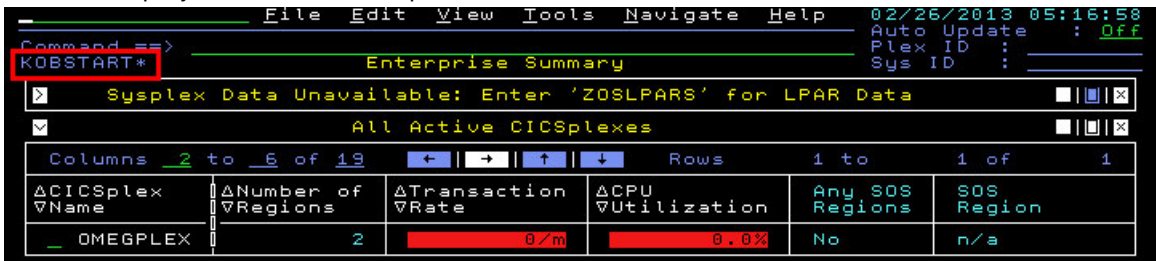 File Edit View Tools Navigate Help 02/26/2013 05:16:58
Auto Update : Off
Command ==> Plex ID :
KOBSTART* Enterprise Summary Sys ID :
> Sysplex Data Unavailable: Enter 'ZOSLPARS' for LPAR Data
All Active CICSplexes
Columns 2 to 6 of 19 ← | → | ↑ | ↓ Rows 1 to 1 of 1
ΔCICSplex ΔNumber of ΔTransaction ΔCPU Any SOS SOS
∇Name ∇Regions ∇Rate ∇Utilization Regions Region
_ OMEGPLEX 2 0/m 0.0% No n/a